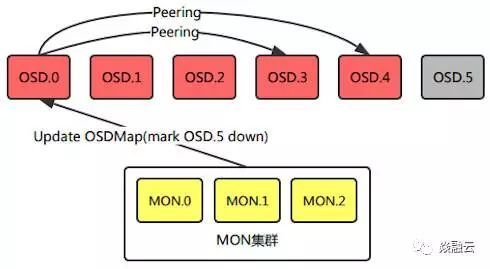 Peering
Peering
OSD.0 OSD.1 OSD.2 OSD.3 OSD.4 OSD.5
Update OSDMap(mark OSD.5 down)
MON.0 MON.1 MON.2
MON集群
焱融云